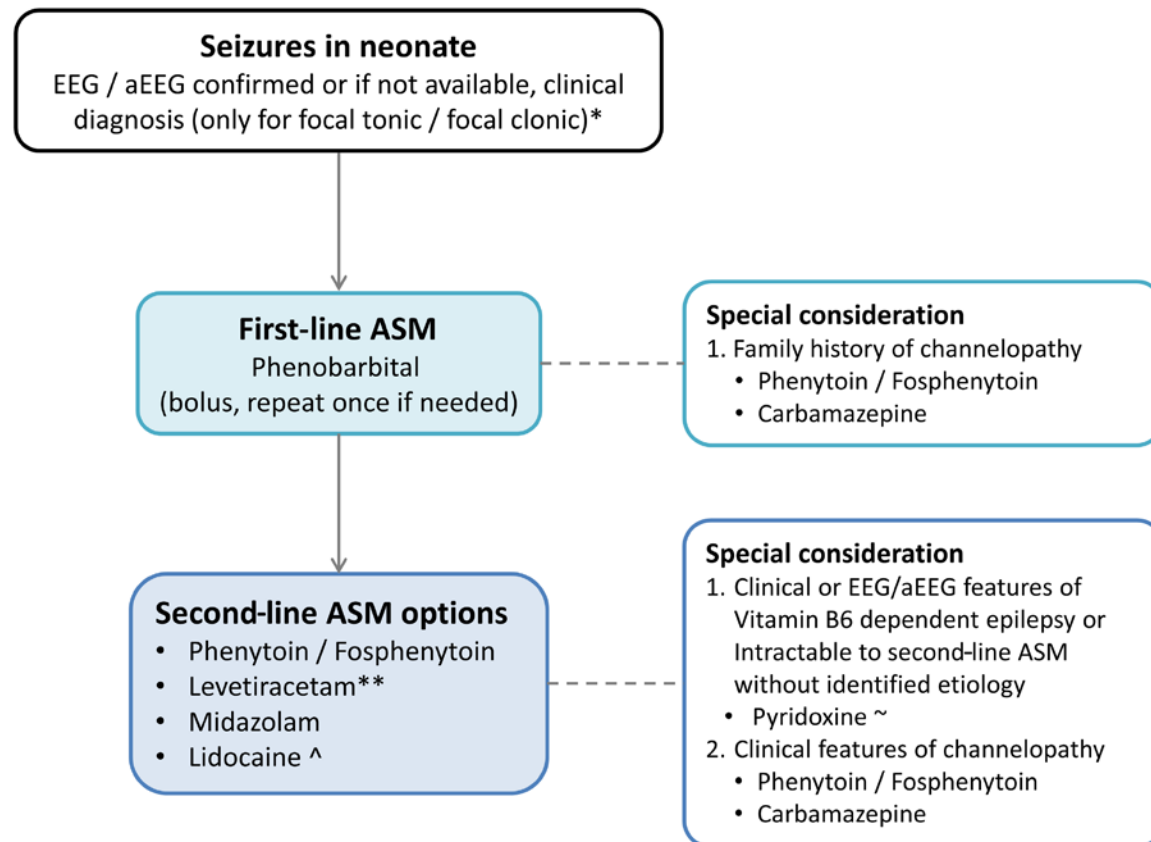 Seizures in neonate
EEG / aEEG confirmed or if not available, clinical
diagnosis (only for focal tonic / focal clonic)*
First-line ASM
Phenobarbital
(bolus, repeat once if needed)
Special consideration
1. Family history of channelopathy
• Phenytoin / Fosphenytoin
• Carbamazepine
Second-line ASM options
• Phenytoin / Fosphenytoin
• Levetiracetam**
• Midazolam
• Lidocaine ^
Special consideration
1. Clinical or EEG/aEEG features of
Vitamin B6 dependent epilepsy or
Intractable to second-line ASM
without identified etiology
• Pyridoxine ~
2. Clinical features of channelopathy
• Phenytoin / Fosphenytoin
• Carbamazepine